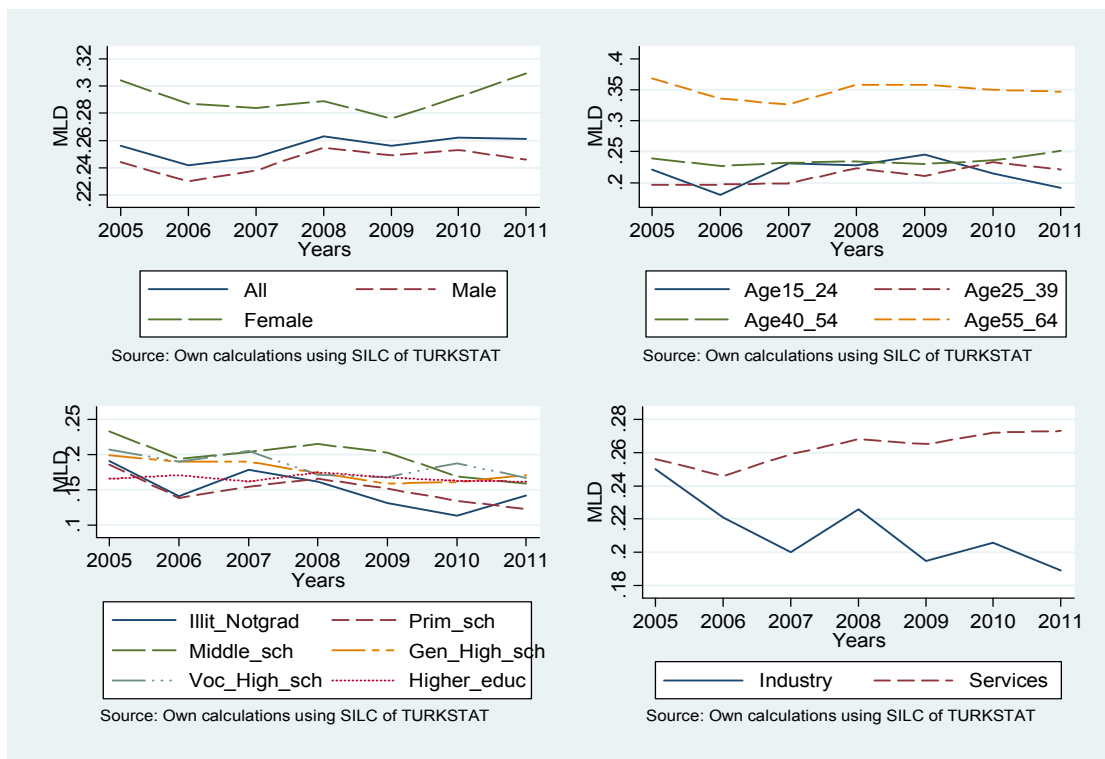 MLD
.22 .24 .26 .28 .3 .32
2005 2006 2007 2008 2009 2010 2011
Years
All Male
Female
Source: Own calculations using SILC of TURKSTAT
MLD
.2 .25 .3 .35 .4
2005 2006 2007 2008 2009 2010 2011
Years
Age15_24 Age25_39
Age40_54 Age55_64
Source: Own calculations using SILC of TURKSTAT
MLD
.1 .15 .2 .25
2005 2006 2007 2008 2009 2010 2011
Years
Illit_Notgrad Prim_sch
Middle_sch Gen_High_sch
Voc_High_sch Higher_educ
Source: Own calculations using SILC of TURKSTAT
MLD
.18 .2 .22 .24 .26 .28
2005 2006 2007 2008 2009 2010 2011
Years
Industry Services
Source: Own calculations using SILC of TURKSTAT